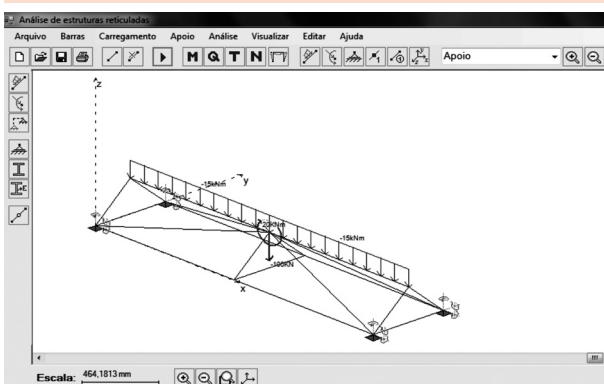 Análise de estruturas reticuladas
Arquivo Barras Carregamento Apoio Análise Visualizar Editar Ajuda
M Q T N Apoio
z
-15kNm y
-15kNm
-100KN
x
Escala: 464,1813 mm